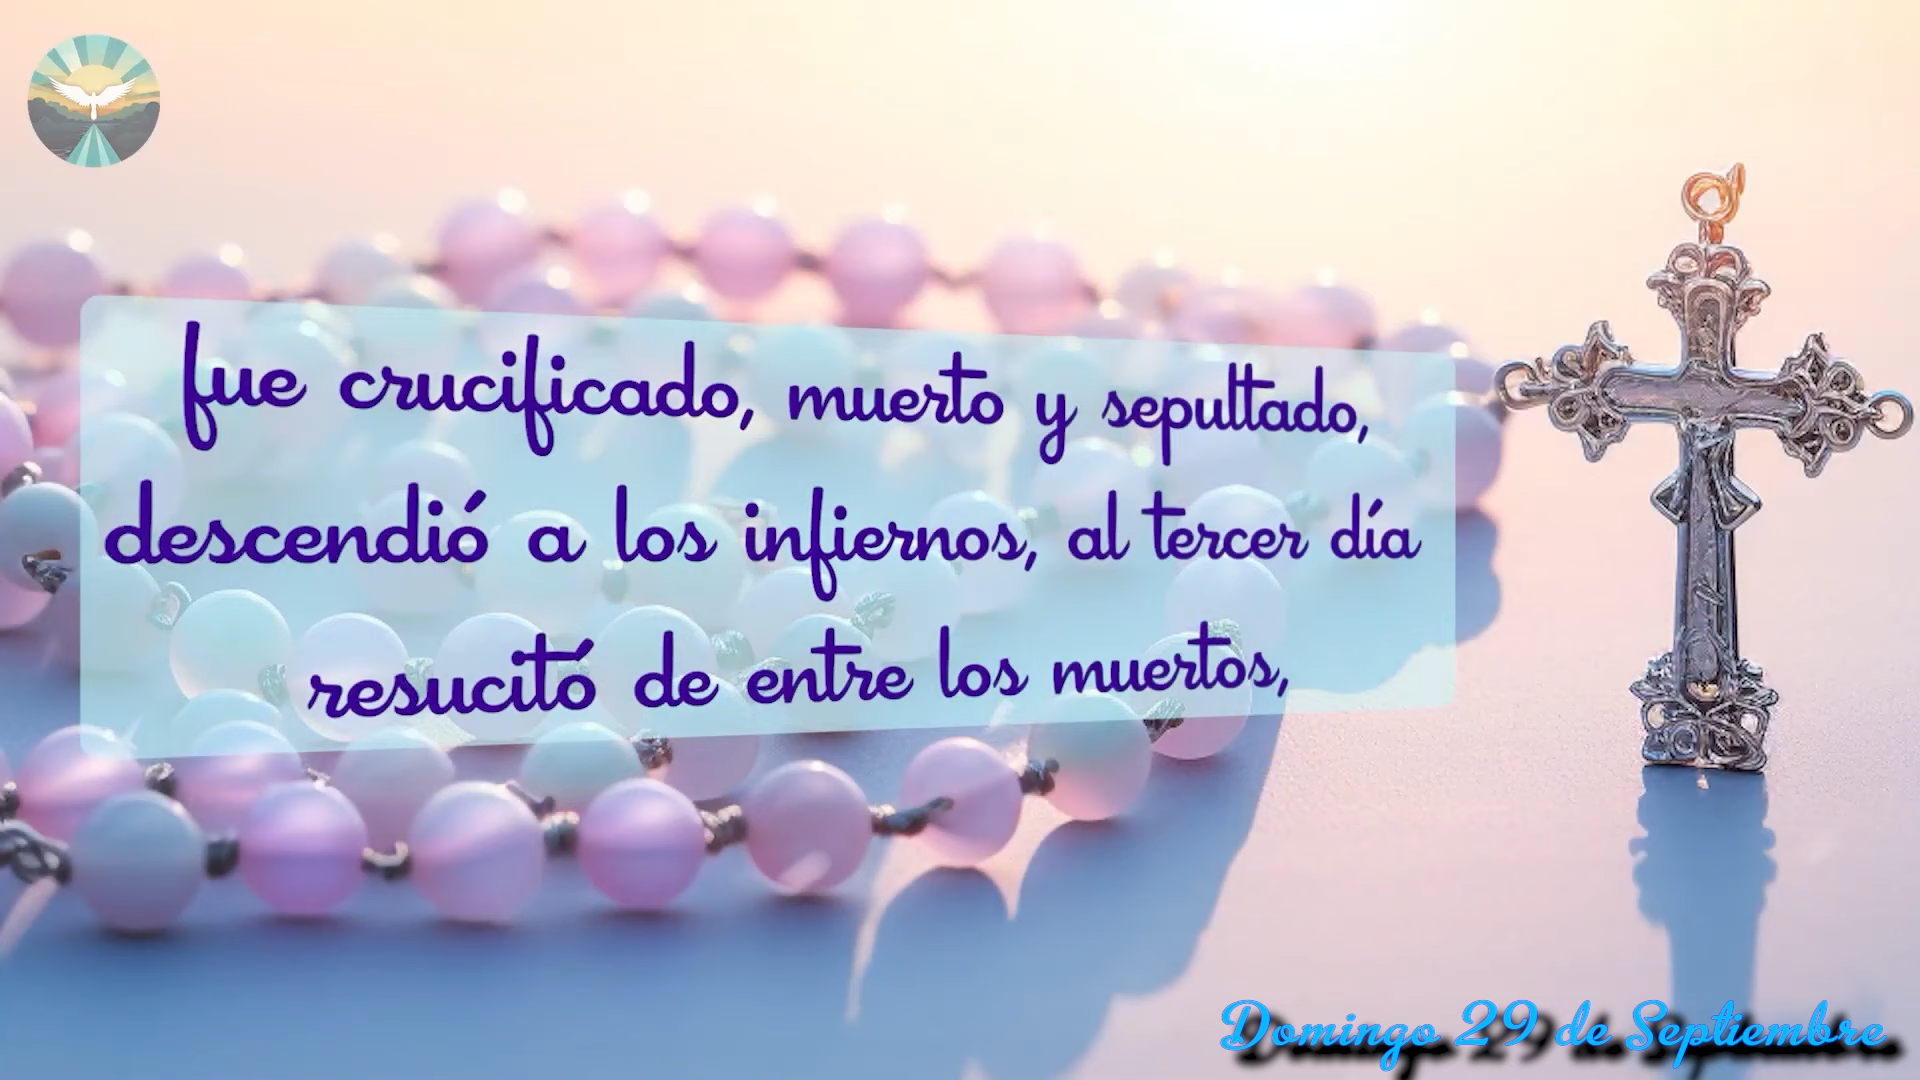 fue crucificado, muerto y sepultado,
descendió a los infiernos, al tercer día
resucitó de entre los muertos,
Domingo 29 de Septiembre